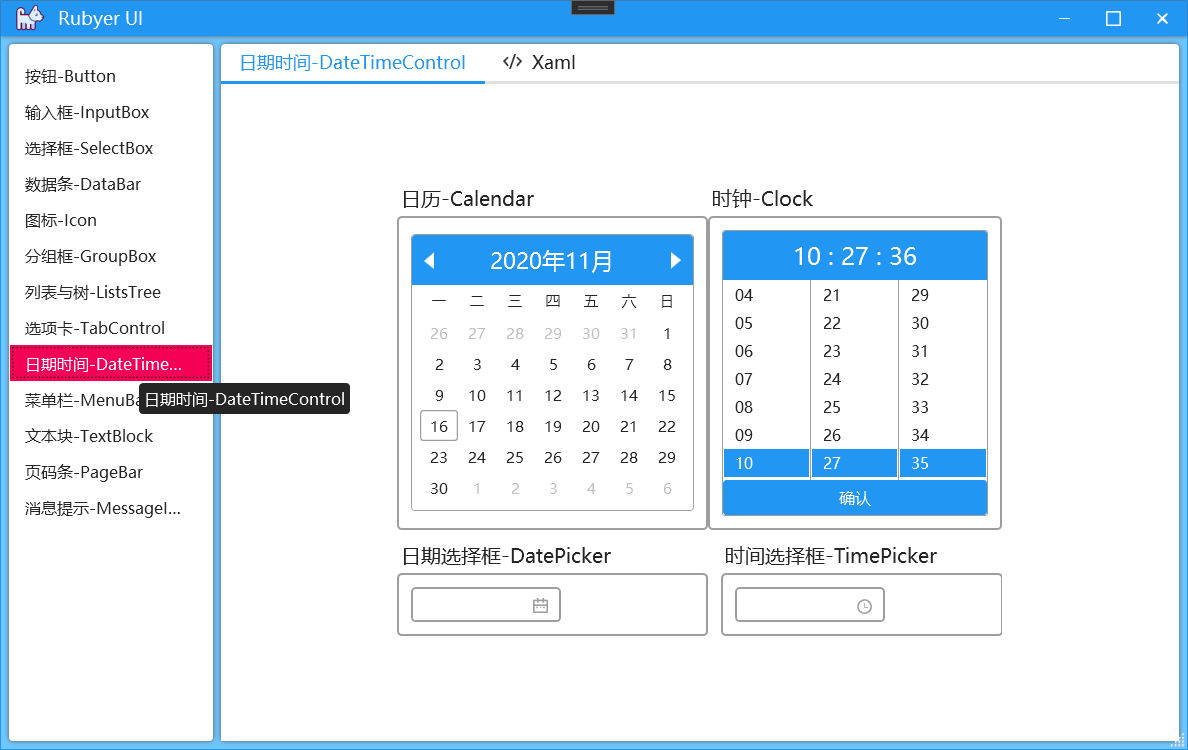 Rubyer UI
按钮-Button
输入框-InputBox
选择框-SelectBox
数据条-DataBar
图标-Icon
分组框-GroupBox
列表与树-ListsTree
选项卡-TabControl
日期时间-DateTime...
菜单栏-MenuBa
日期时间-DateTimeControl
文本块-TextBlock
页码条-PageBar
消息提示-MessageI...
日期时间-DateTimeControl
</> Xaml
日历-Calendar
2020年11月
一 二 三 四 五 六 日
26 27 28 29 30 31 1
2 3 4 5 6 7 8
9 10 11 12 13 14 15
16 17 18 19 20 21 22
23 24 25 26 27 28 29
30 1 2 3 4 5 6
时钟-Clock
10 : 27 : 36
04 21 29
05 22 30
06 23 31
07 24 32
08 25 33
09 26 34
10 27 35
确认
日期选择框-DatePicker
时间选择框-TimePicker